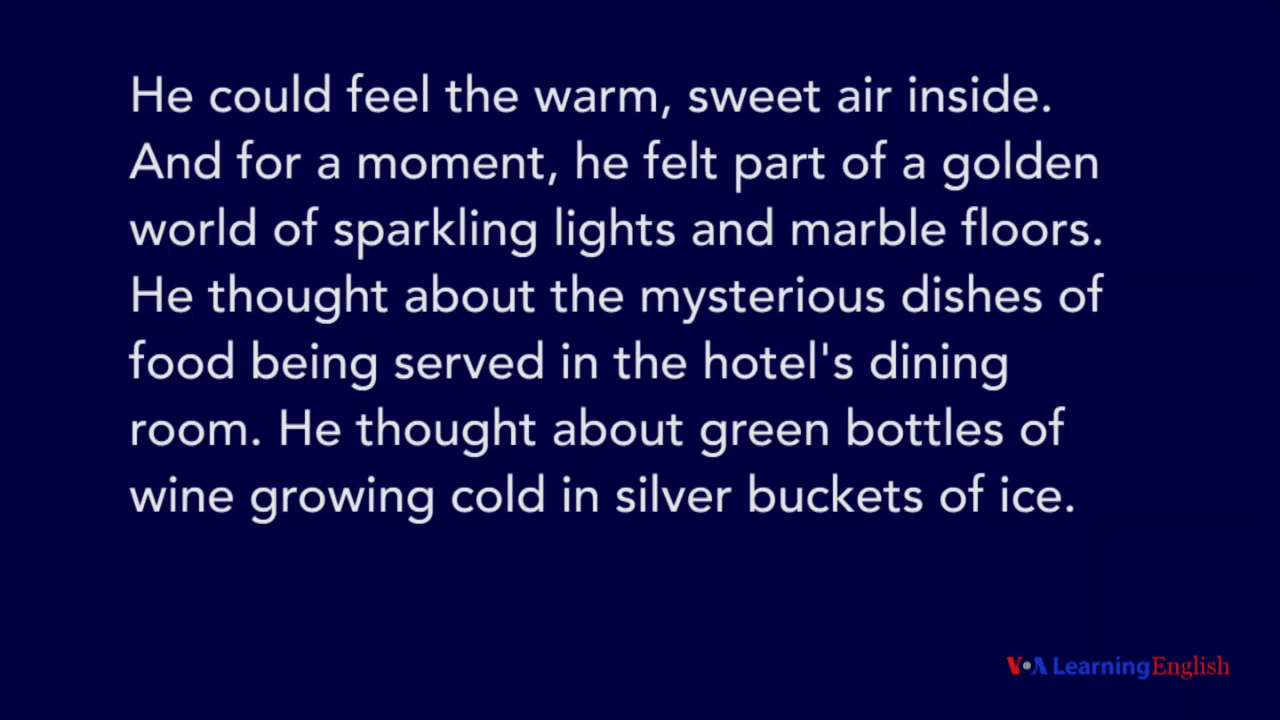 He could feel the warm, sweet air inside.
And for a moment, he felt part of a golden
world of sparkling lights and marble floors.
He thought about the mysterious dishes of
food being served in the hotel's dining
room. He thought about green bottles of
wine growing cold in silver buckets of ice.
VOA Learning English